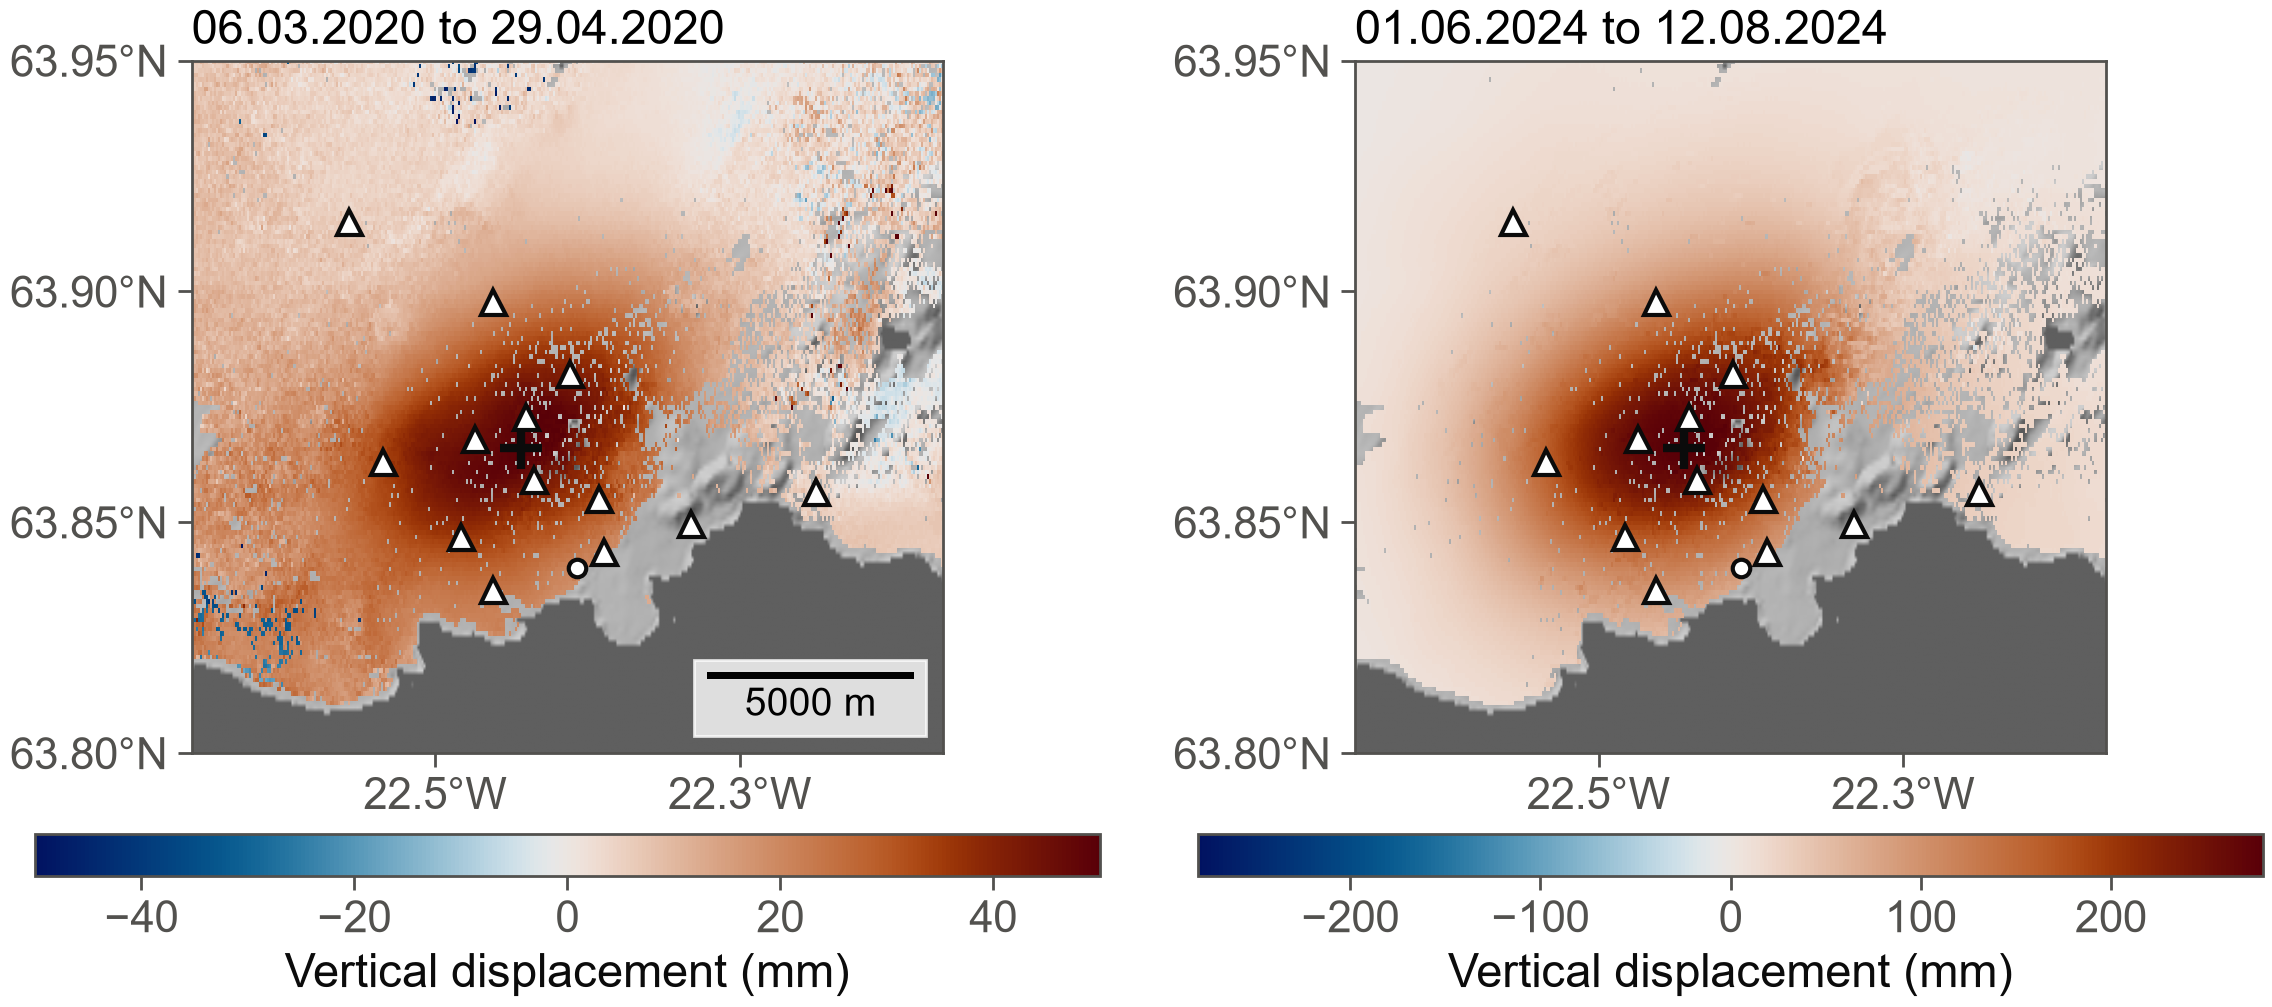 06.03.2020 to 29.04.2020
63.95°N
63.90°N
63.85°N
63.80°N
5000 m
22.5°W 22.3°W
−40 −20 0 20 40
Vertical displacement (mm)
01.06.2024 to 12.08.2024
63.95°N
63.90°N
63.85°N
63.80°N
22.5°W 22.3°W
−200 −100 0 100 200
Vertical displacement (mm)